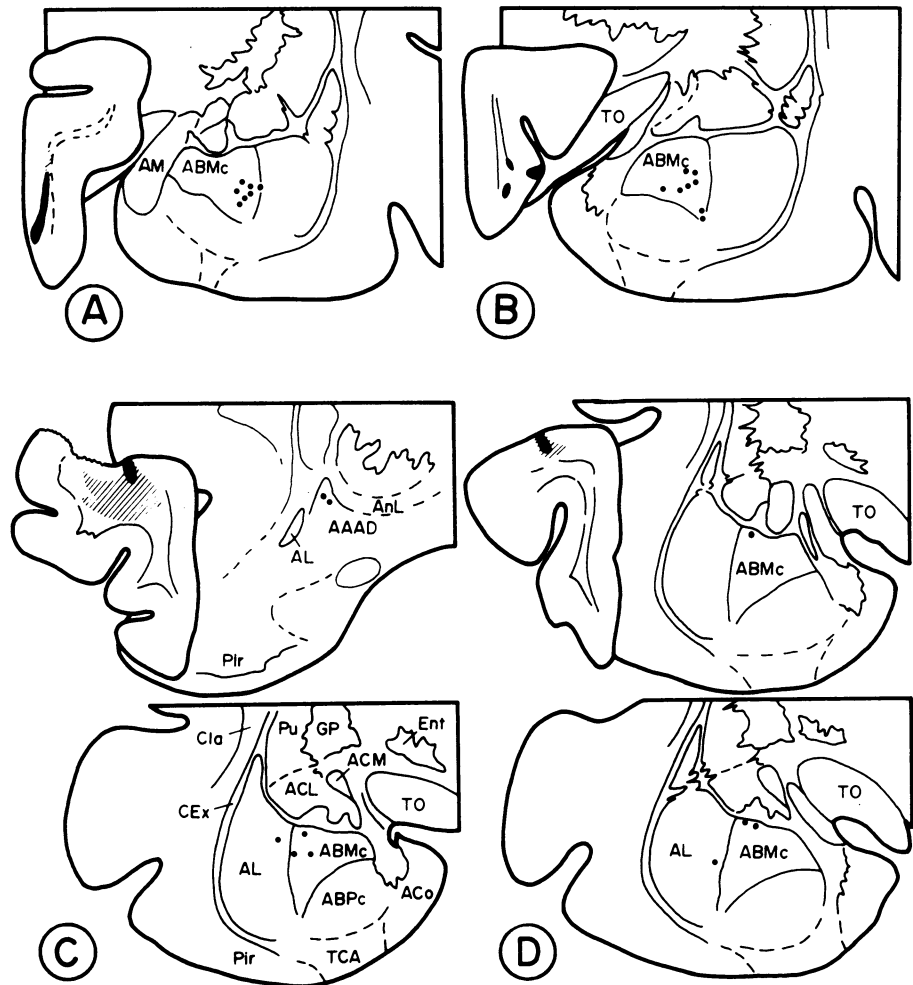 AM
ABMc
A
TO
ABMc
B
AnL
AAAD
AL
Pir
TO
ABMc
Cla
Pu
GP
Ent
ACM
ACL
CEx
TO
AL
ABMc
ABPc
ACo
Pir
TCA
C
TO
AL
ABMc
D